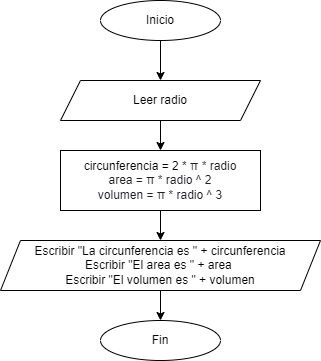 Inicio
Leer radio
circunferencia = 2 * π * radio
area = π * radio ^ 2
volumen = π * radio ^ 3
Escribir "La circunferencia es " + circunferencia
Escribir "El area es " + area
Escribir "El volumen es " + volumen
Fin